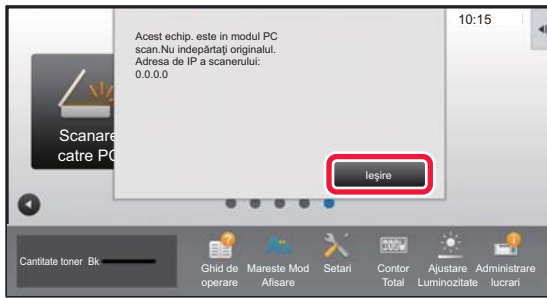 10:15
Acest echip. este in modul PC
scan.Nu indepărtaţi originalul.
Adresa de IP a scanerului:
0.0.0.0
Scanare
catre PC
Ieşire
Cantitate toner Bk
Ghid de
operare
Mareste Mod
Afisare
Setari
Contor
Total
Ajustare
Luminozitate
Administrare
lucrari